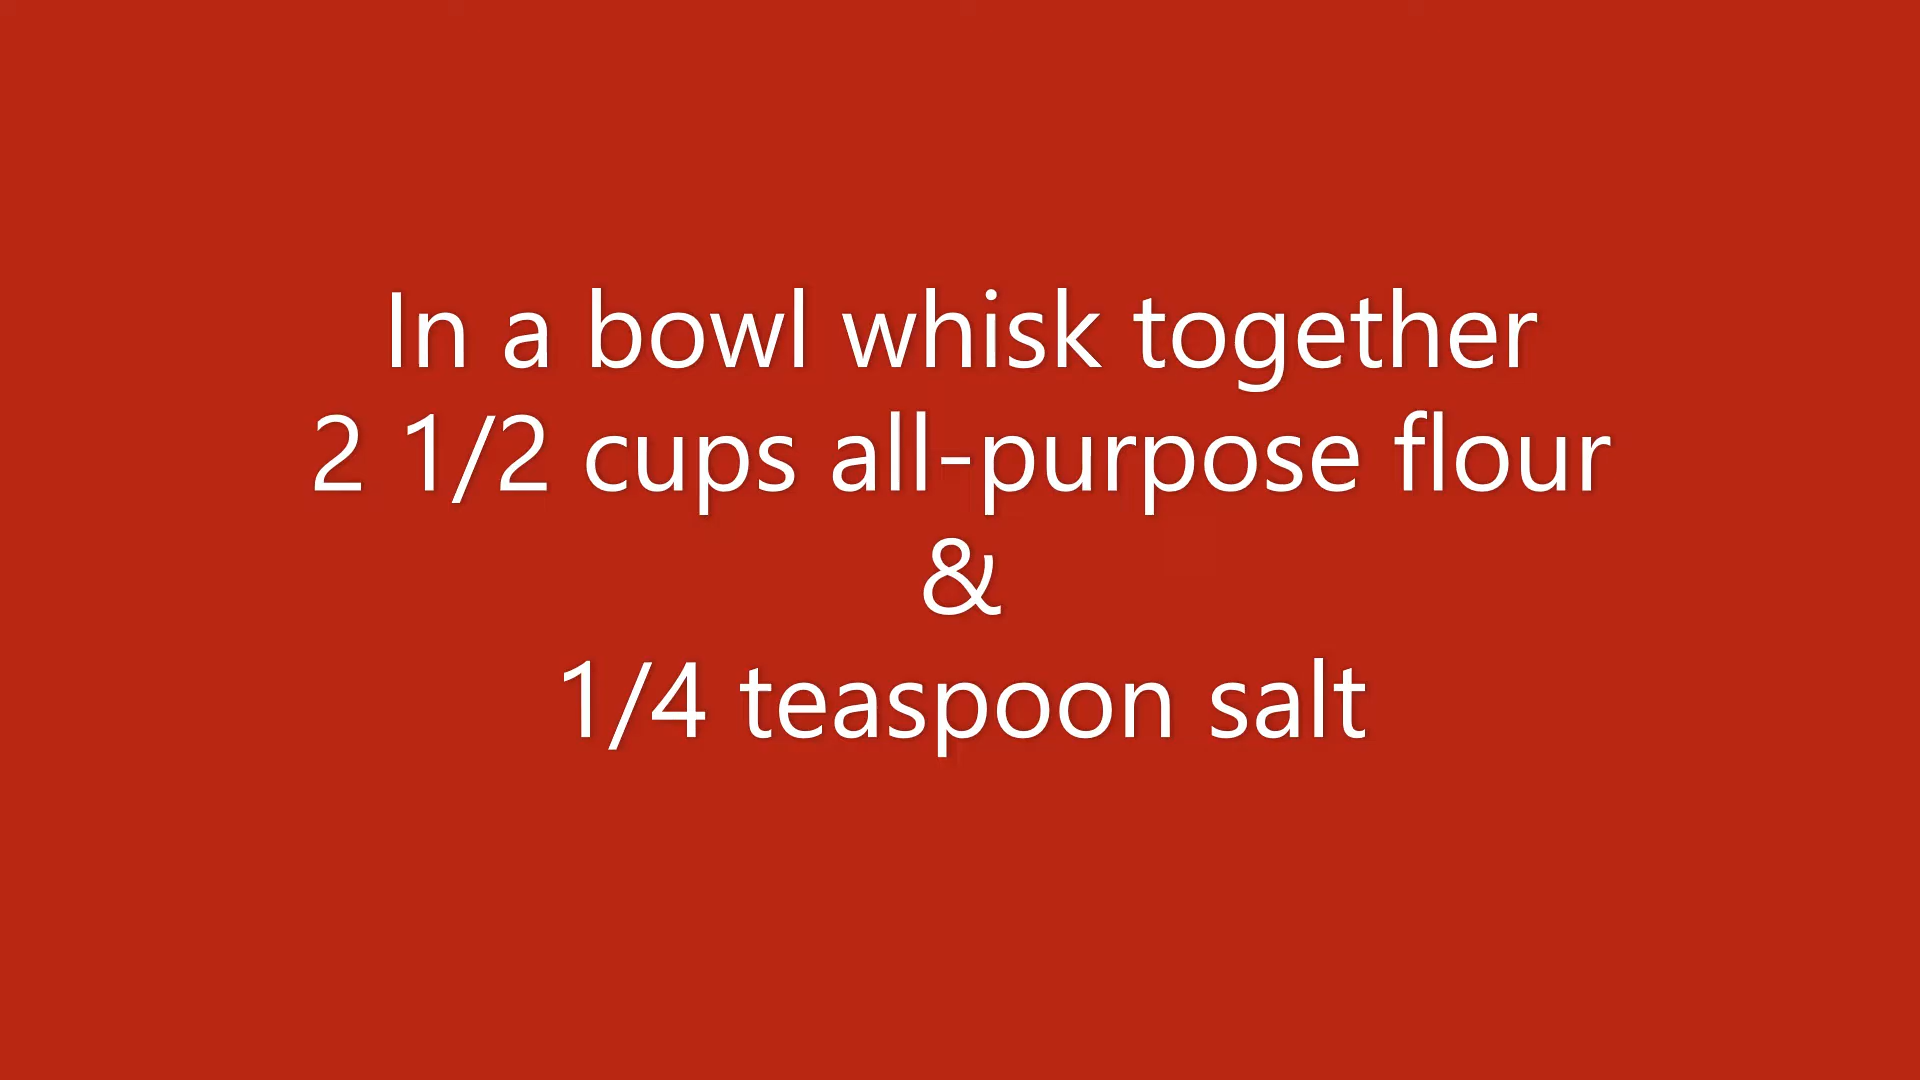 In a bowl whisk together
2 1/2 cups all-purpose flour
&
1/4 teaspoon salt